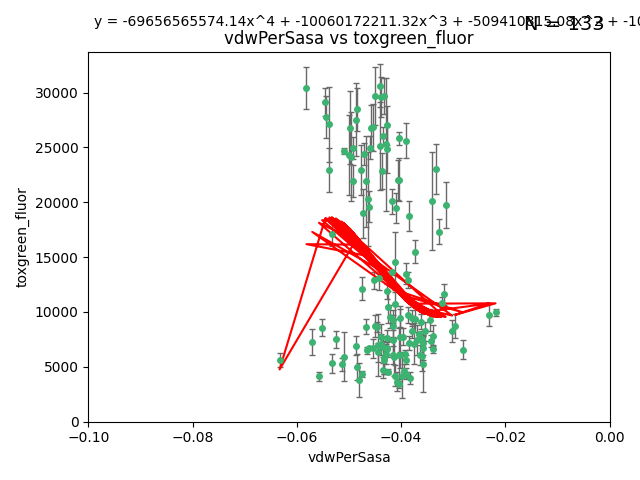 y = -69656565574.14x^4 + -10060172211.32x^3 + -509410815.08x^2 + -10
N = 133
vdwPerSasa vs toxgreen_fluor
toxgreen_fluor
30000
25000
20000
15000
10000
5000
0
−0.10 −0.08 −0.06 −0.04 −0.02 0.00
vdwPerSasa